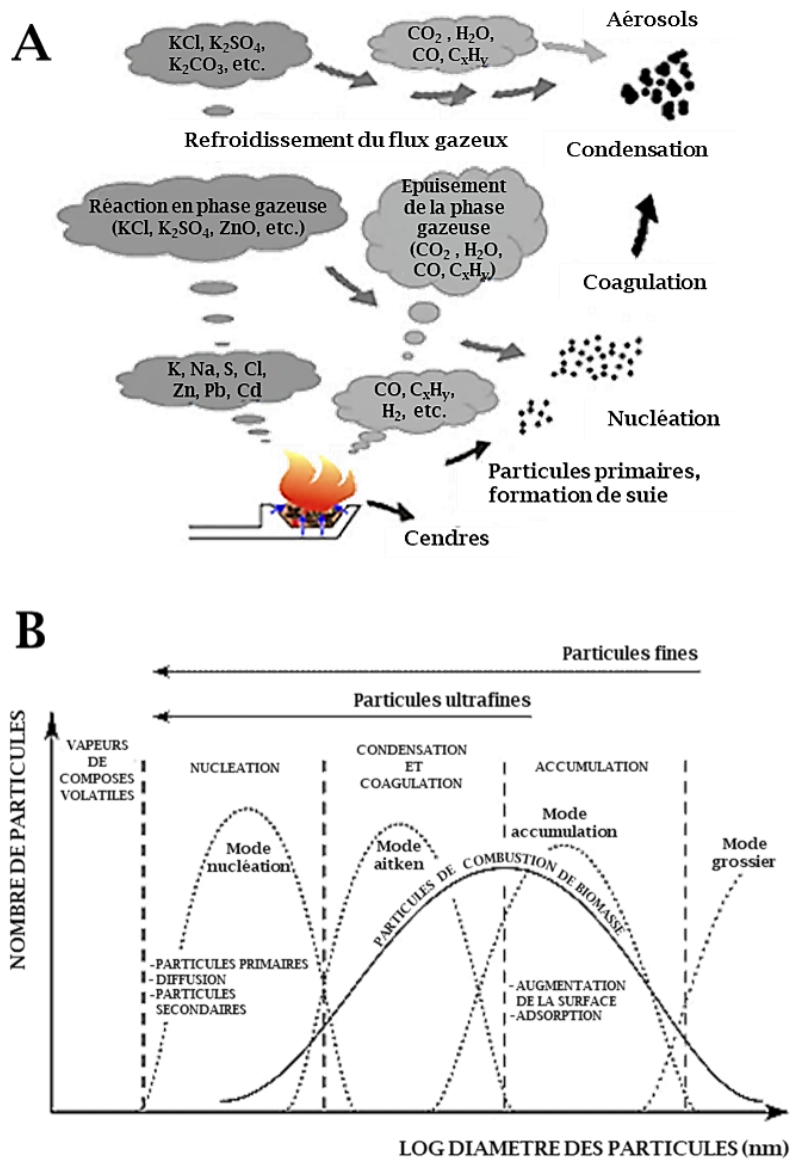 A
KCl, K2SO4,
K2CO3, etc.
CO2 , H2O,
CO, CxHy
Aérosols
Refroidissement du flux gazeux
Condensation
Réaction en phase gazeuse
(KCl, K2SO4, ZnO, etc.)
Epuisement
de la phase
gazeuse
(CO2 , H2O,
CO, CxHy)
Coagulation
K, Na, S, Cl,
Zn, Pb, Cd
CO, CxHy,
H2, etc.
Nucléation
Particules primaires,
formation de suie
Cendres
B
Particules fines
Particules ultrafines
NOMBRE DE PARTICULES
VAPEURS
DE
COMPOSES
VOLATILES
NUCLEATION
CONDENSATION
ET
COAGULATION
ACCUMULATION
Mode
nucléation
Mode
aitken
Mode
accumulation
Mode
grossier
PARTICULES DE COMBUSTION DE BIOMASSE
-PARTICULES PRIMAIRES
-DIFFUSION
-PARTICULES
SECONDAIRES
-AUGMENTATION
DE LA SURFACE
-ADSORPTION
LOG DIAMETRE DES PARTICULES (nm)